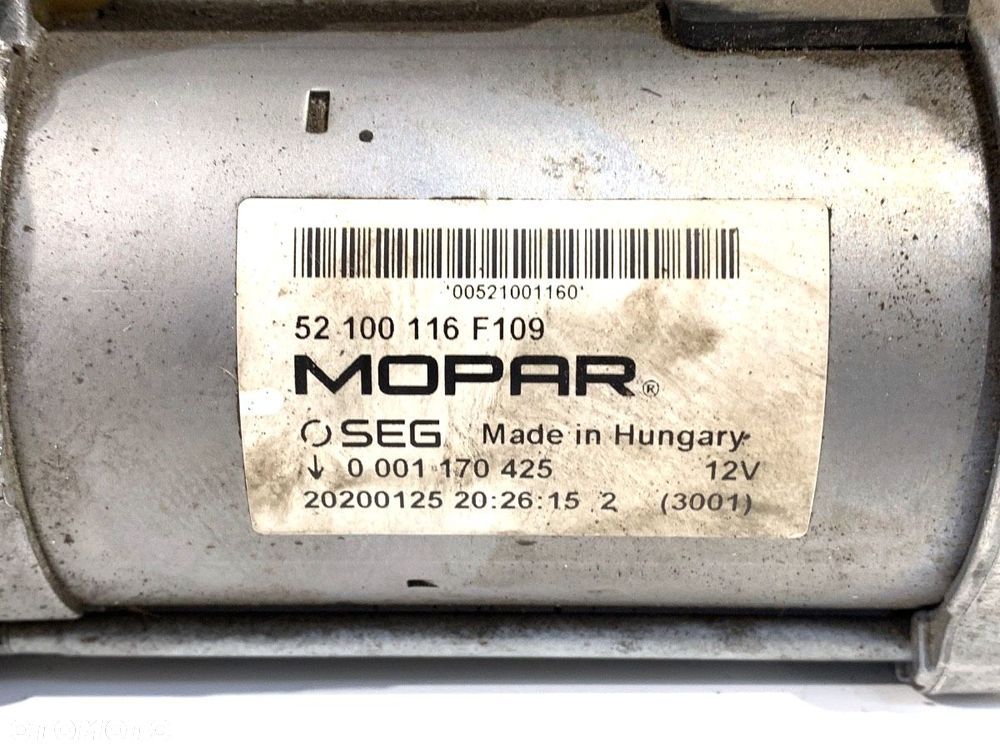 '00521001160'
52 100 116 F109
MOPAR®
SEG Made in Hungary
0 001 170 425 12V
20200125 20:26:15 2 (3001)
OTOMOTO